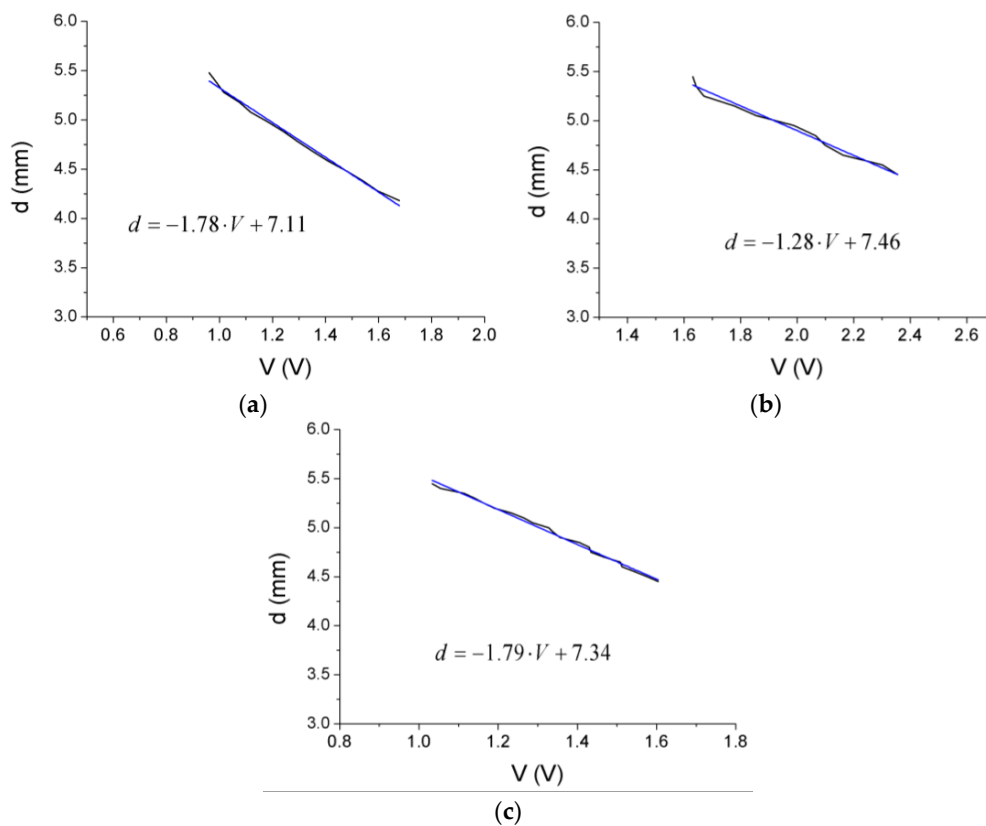 6.0
5.5
5.0
4.5
4.0
3.5
3.0
d (mm)
d = −1.78·V + 7.11
0.6 0.8 1.0 1.2 1.4 1.6 1.8 2.0
V (V)
(a)
6.0
5.5
5.0
4.5
4.0
3.5
3.0
d (mm)
d = −1.28·V + 7.46
1.4 1.6 1.8 2.0 2.2 2.4 2.6
V (V)
(b)
6.0
5.5
5.0
4.5
4.0
3.5
3.0
d (mm)
d = −1.79·V + 7.34
0.8 1.0 1.2 1.4 1.6 1.8
V (V)
(c)